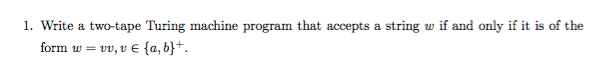 1. Write a two-tape Turing machine program that accepts a string w if and only if it is of the
form w = vv, v ∈ {a, b}⁺.